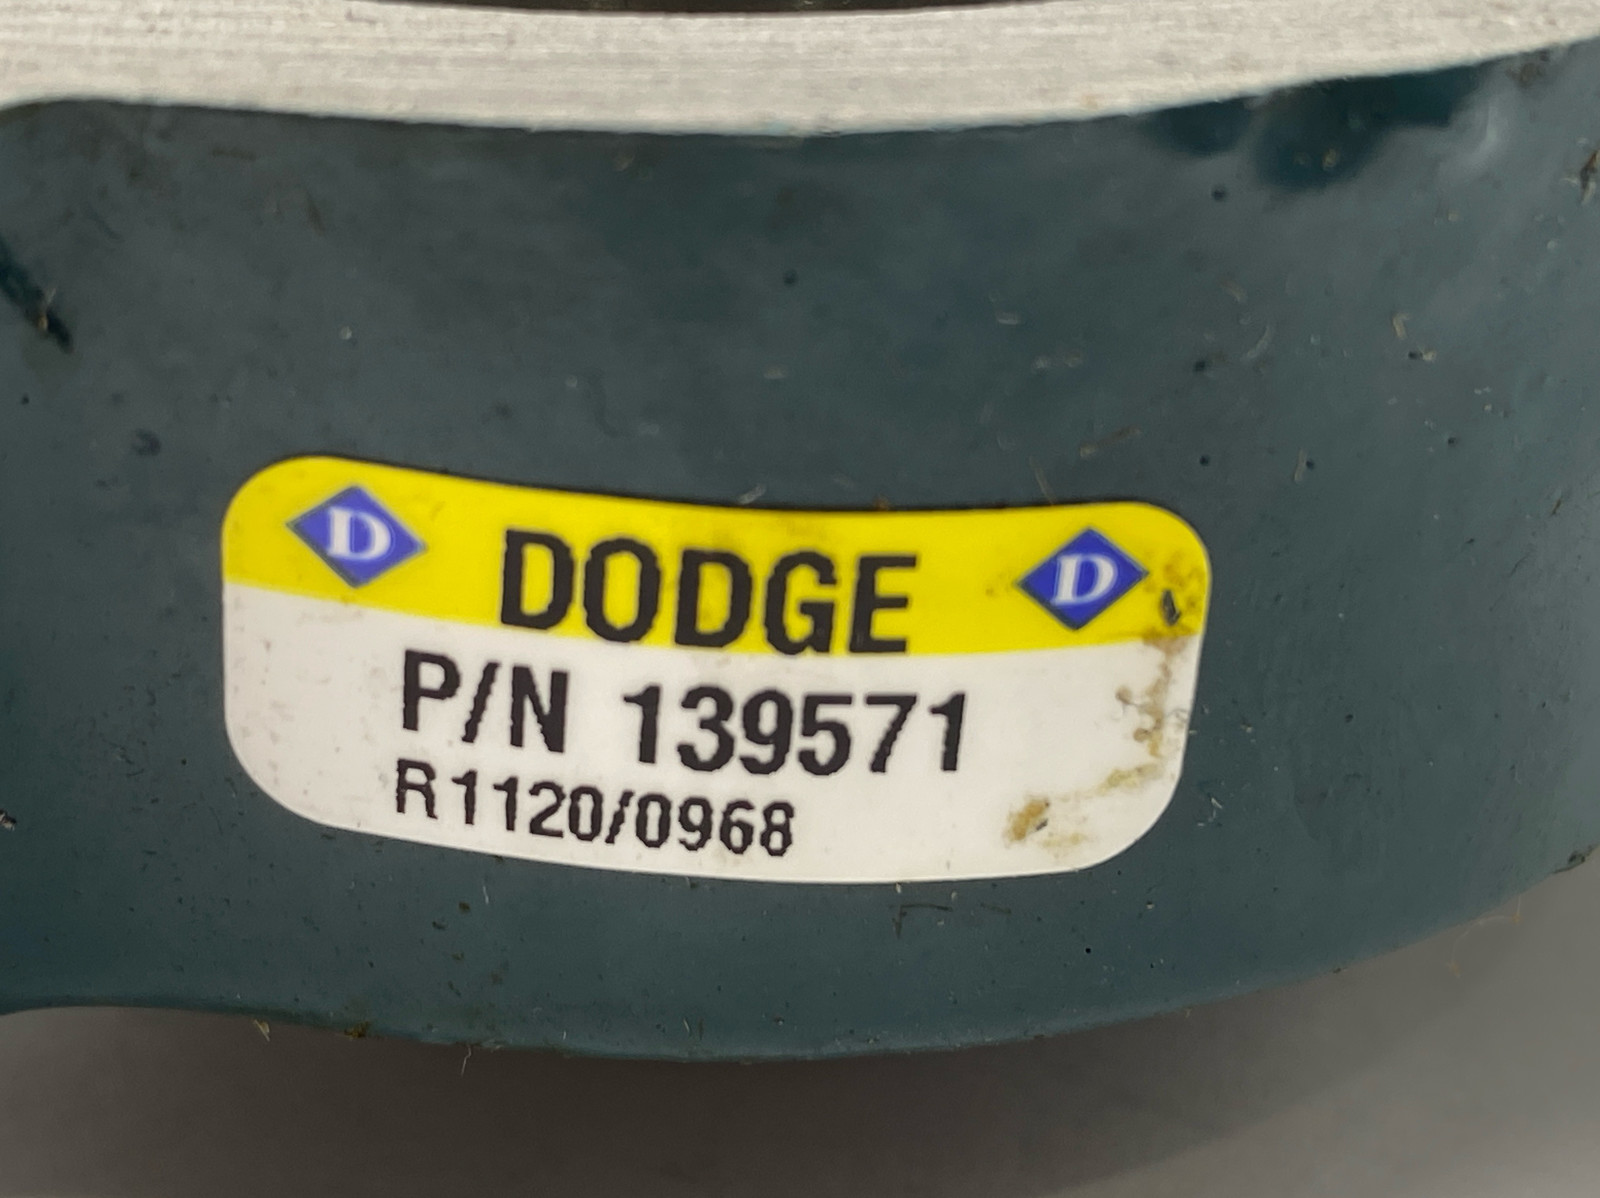 D DODGE D
P/N 139571
R1120/0968